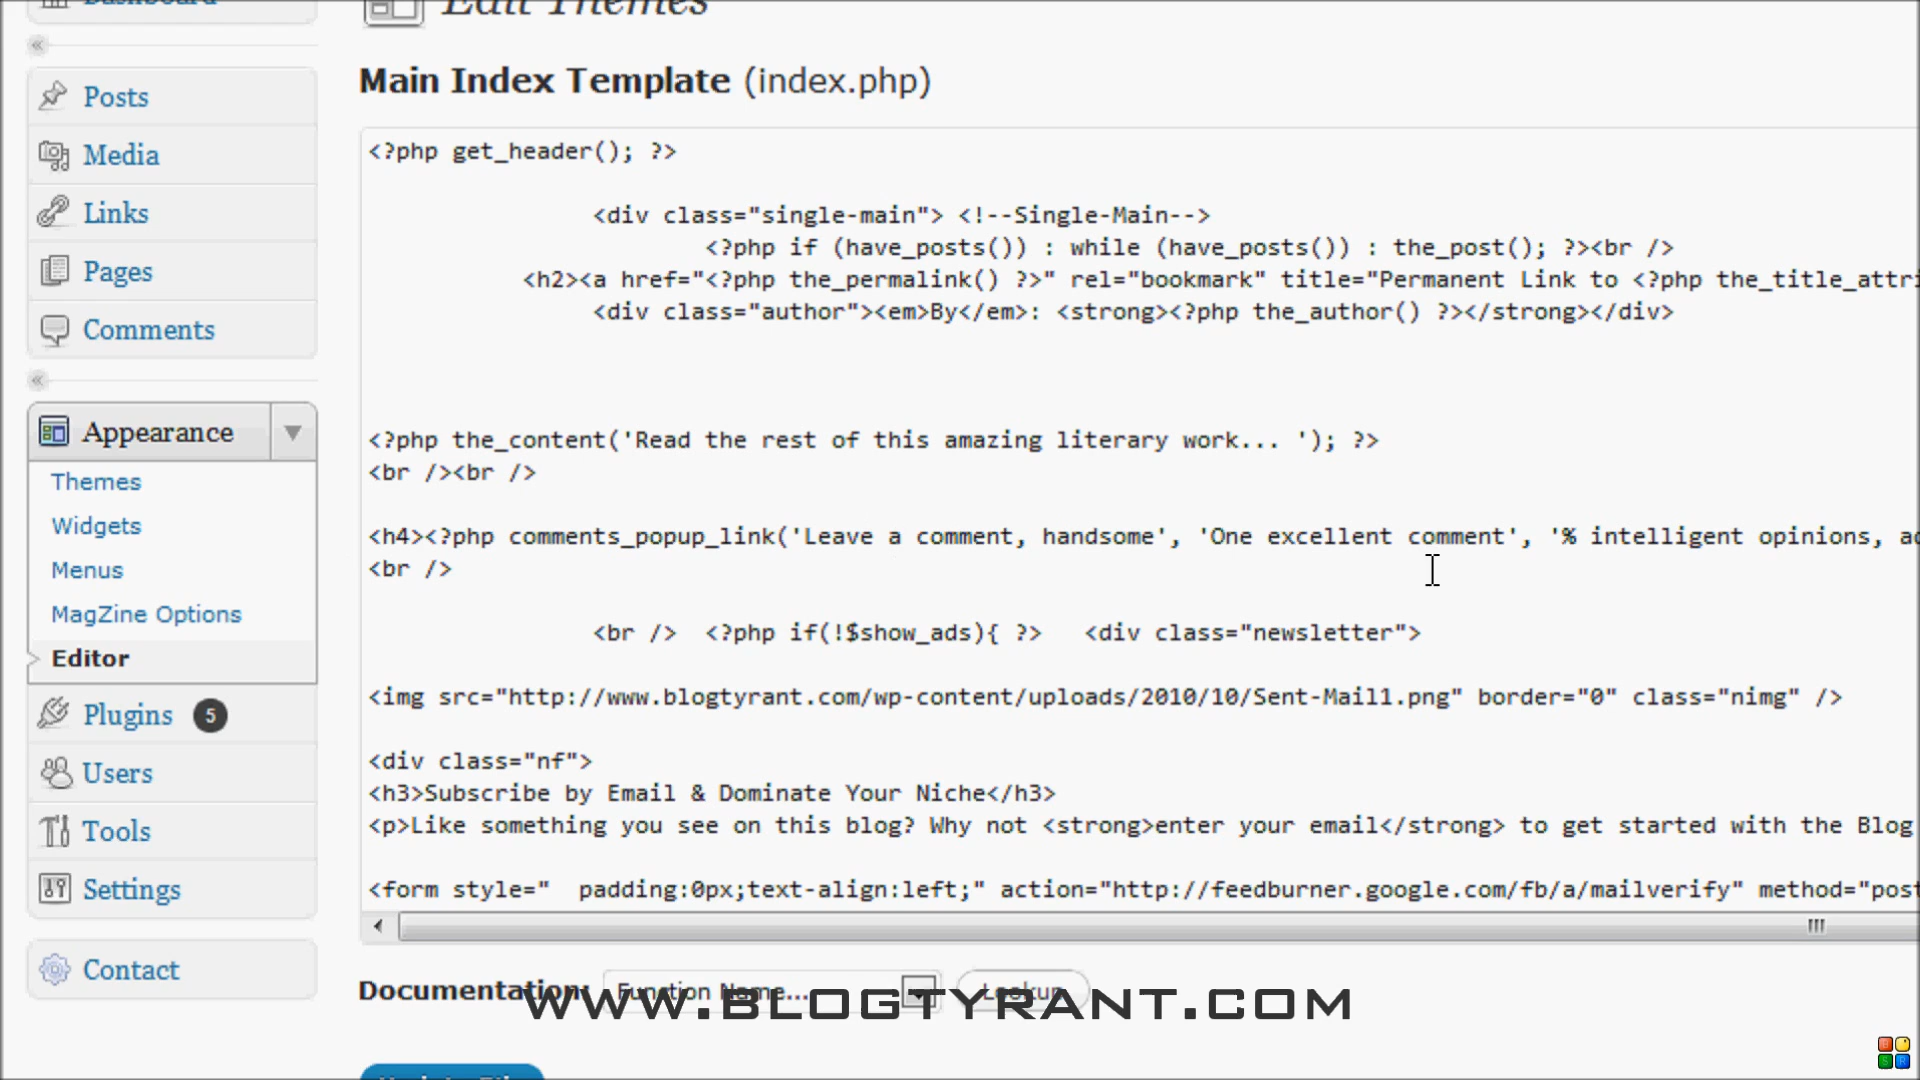 Dashboard
Edit Themes
Posts
Media
Links
Pages
Comments
Appearance
Themes
Widgets
Menus
MagZine Options
Editor
Plugins 5
Users
Tools
Settings
Contact
Main Index Template (index.php)
<?php get_header(); ?>
<div class="single-main"> <!--Single-Main-->
<?php if (have_posts()) : while (have_posts()) : the_post(); ?><br />
<h2><a href="<?php the_permalink() ?>" rel="bookmark" title="Permanent Link to <?php the_title_attri
<div class="author"><em>By</em>: <strong><?php the_author() ?></strong></div>
<?php the_content('Read the rest of this amazing literary work... '); ?>
<br /><br />
<h4><?php comments_popup_link('Leave a comment, handsome', 'One excellent comment', '% intelligent opinions, ad
<br />
<br /> <?php if(!$show_ads){ ?> <div class="newsletter">
<img src="http://www.blogtyrant.com/wp-content/uploads/2010/10/Sent-Mail1.png" border="0" class="nimg" />
<div class="nf">
<h3>Subscribe by Email & Dominate Your Niche</h3>
<p>Like something you see on this blog? Why not <strong>enter your email</strong> to get started with the Blog
<form style=" padding:0px;text-align:left;" action="http://feedburner.google.com/fb/a/mailverify" method="post
Documentation: Function Name... Lookup
WWW.BLOGTYRANT.COM